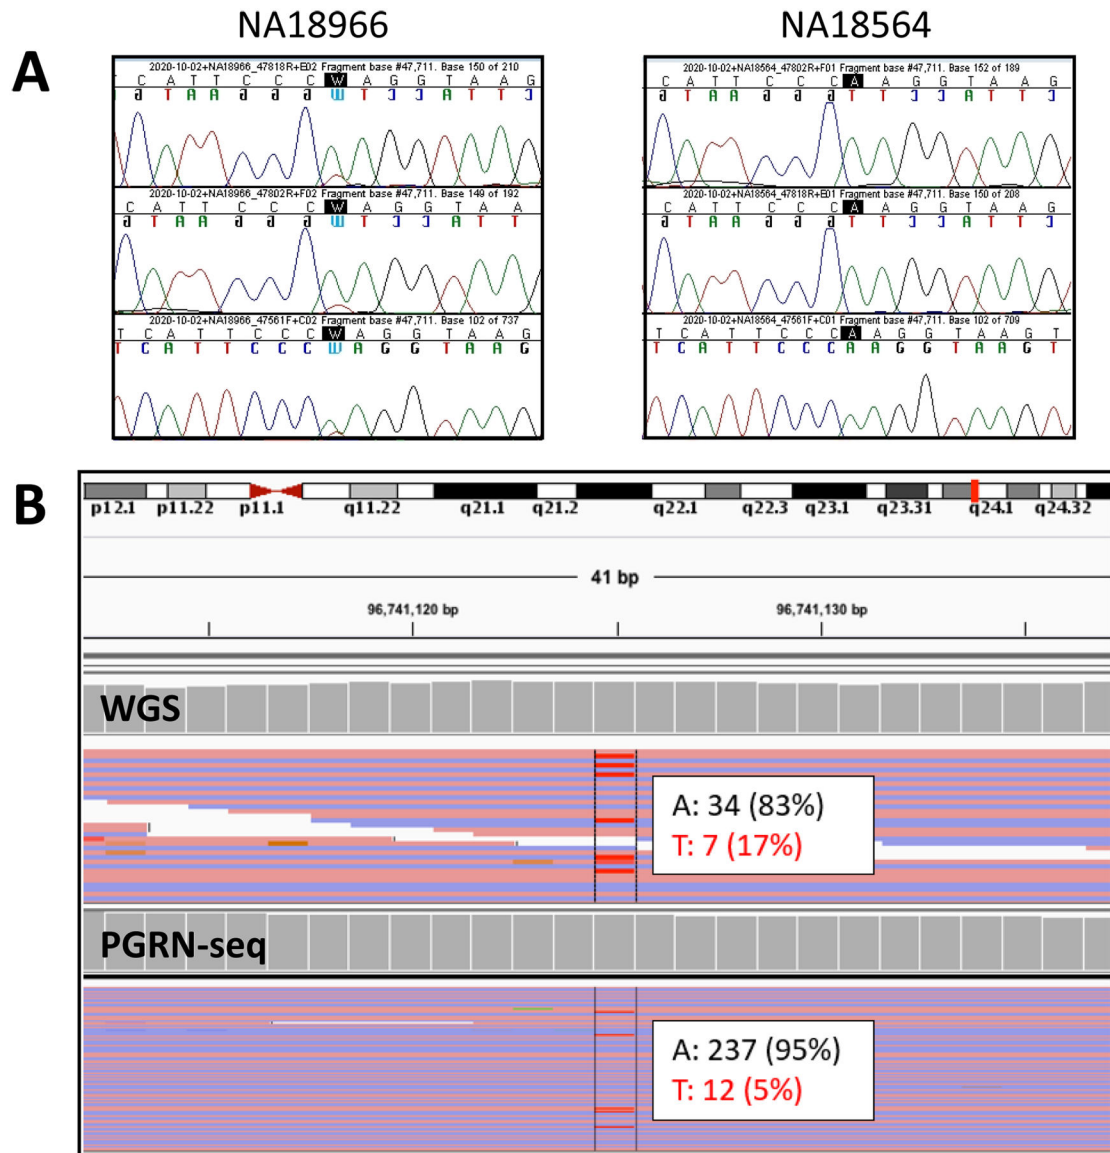 NA18966
NA18564
A
2020-10-02+NA18966_47818R+E02 Fragment base #47,711. Base 150 of 210
C A T T C C C W A G G T A A G
g T A A g g g W T C C A T T C
2020-10-02+NA18966_47802R+F02 Fragment base #47,711. Base 149 of 192
C A T T C C C W A G G T A A
g T A A g g g W T C C A T T
2020-10-02+NA18966_47561F+C02 Fragment base #47,711. Base 102 of 737
T C A T T C C C W A G G T A A G
T C A T T C C C W A G G T A A G
2020-10-02+NA18564_47802R+F01 Fragment base #47,711. Base 152 of 189
C A T T C C C A A G G T A A G
g T A A g g g T T C C A T T C
2020-10-02+NA18564_47818R+E01 Fragment base #47,711. Base 150 of 208
C A T T C C C A A G G T A A G
g T A A g g g T T C C A T T C
2020-10-02+NA18564_47561F+C01 Fragment base #47,711. Base 102 of 709
T C A T T C C C A A G G T A A G T
T C A T T C C C A A G G T A A G T
B
p12.1 p11.22 p11.1 q11.22 q21.1 q21.2 q22.1 q22.3 q23.1 q23.31 q24.1 q24.32
41 bp
96,741,120 bp 96,741,130 bp
WGS
A: 34 (83%)
T: 7 (17%)
PGRN-seq
A: 237 (95%)
T: 12 (5%)